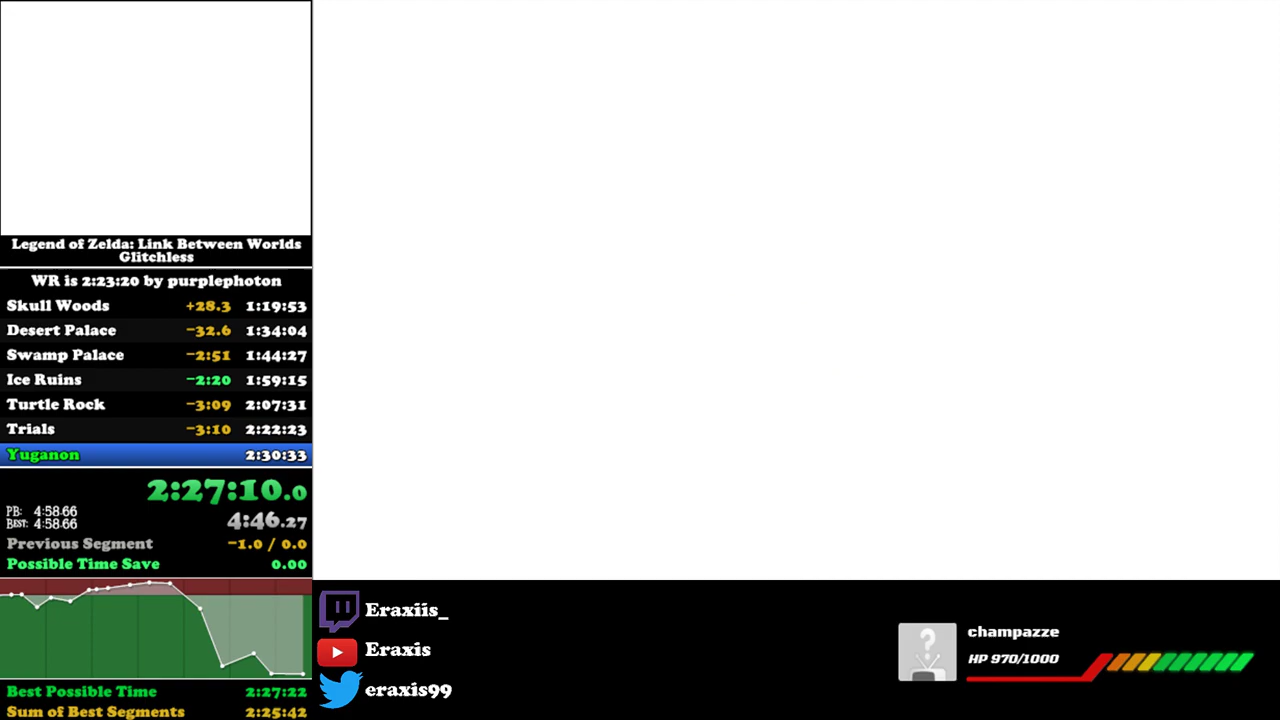 Legend of Zelda: Link Between Worlds
Glitchless
WR is 2:23:20 by purplephoton
Skull Woods +28.3 1:19:53
Desert Palace -32.6 1:34:04
Swamp Palace -2:51 1:44:27
Ice Ruins -2:20 1:59:15
Turtle Rock -3:09 2:07:31
Trials -3:10 2:22:23
Yuganon 2:30:33
2:27:10.0
PB: 4:58.66
BEST: 4:58.66
4:46.27
Previous Segment -1.0 / 0.0
Possible Time Save 0.00
Best Possible Time 2:27:22
Sum of Best Segments 2:25:42
Eraxiis_
Eraxis
eraxis99
champazze
HP 970/1000